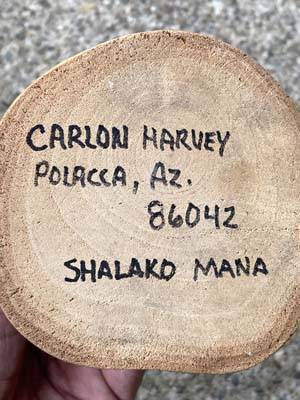 CARLON HARVEY
POLACCA, AZ.
86042
SHALAKO MANA